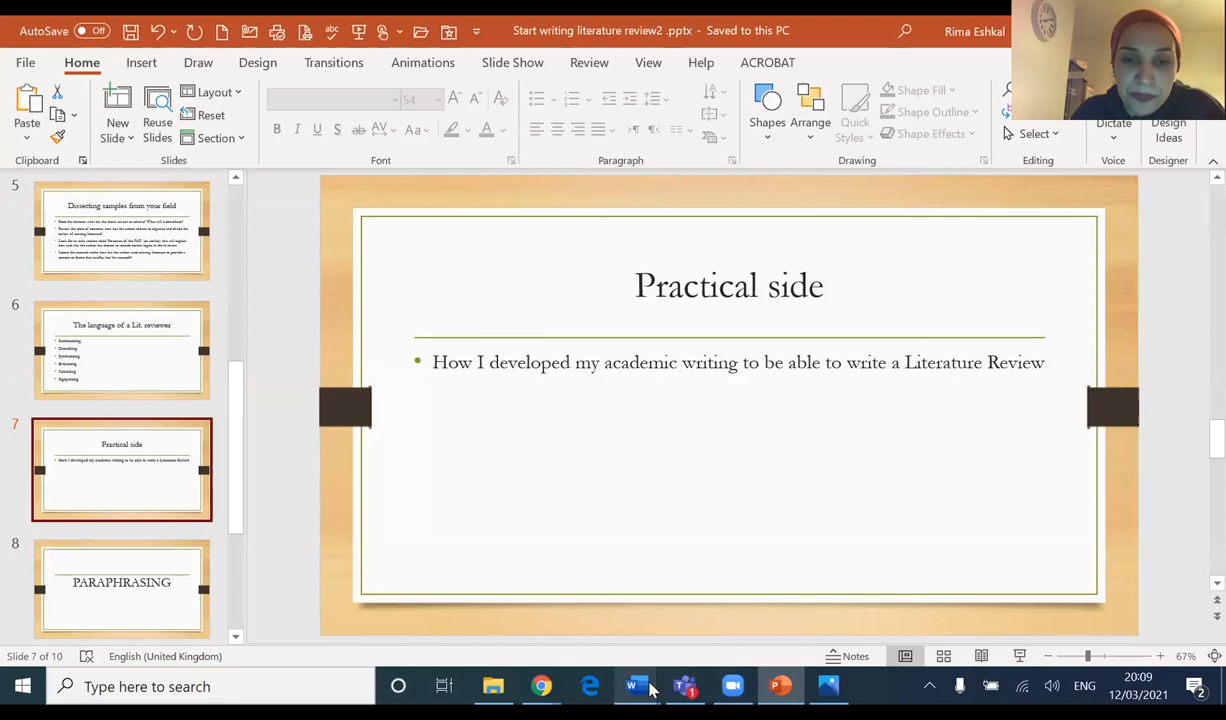 AutoSave Off
Start writing literature review2 .pptx - Saved to this PC
Rima Eshkal
File Home Insert Draw Design Transitions Animations Slide Show Review View Help ACROBAT
Paste
New Slide
Reuse Slides
Layout
Reset
Section
54
Shapes
Arrange
Quick Styles
Shape Fill
Shape Outline
Shape Effects
Select
Dictate
Design Ideas
Clipboard Slides Font Paragraph Drawing Editing Voice Designer
5
Dissecting samples from your field
6
The language of a Lit. reviewer
7
Practical side
How I developed my academic writing to be able to write a Literature Review
8
PARAPHRASING
Practical side
• How I developed my academic writing to be able to write a Literature Review
Slide 7 of 10
English (United Kingdom)
Notes
67%
Type here to search
ENG
20:09
12/03/2021